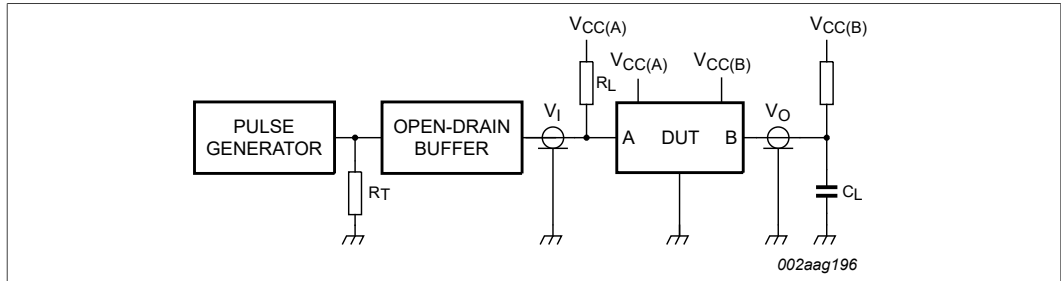 VCC(A)
VCC(B)
VCC(A)
VCC(B)
RL
PULSE
GENERATOR
OPEN-DRAIN
BUFFER
VI
A
DUT
B
VO
RT
CL
002aag196